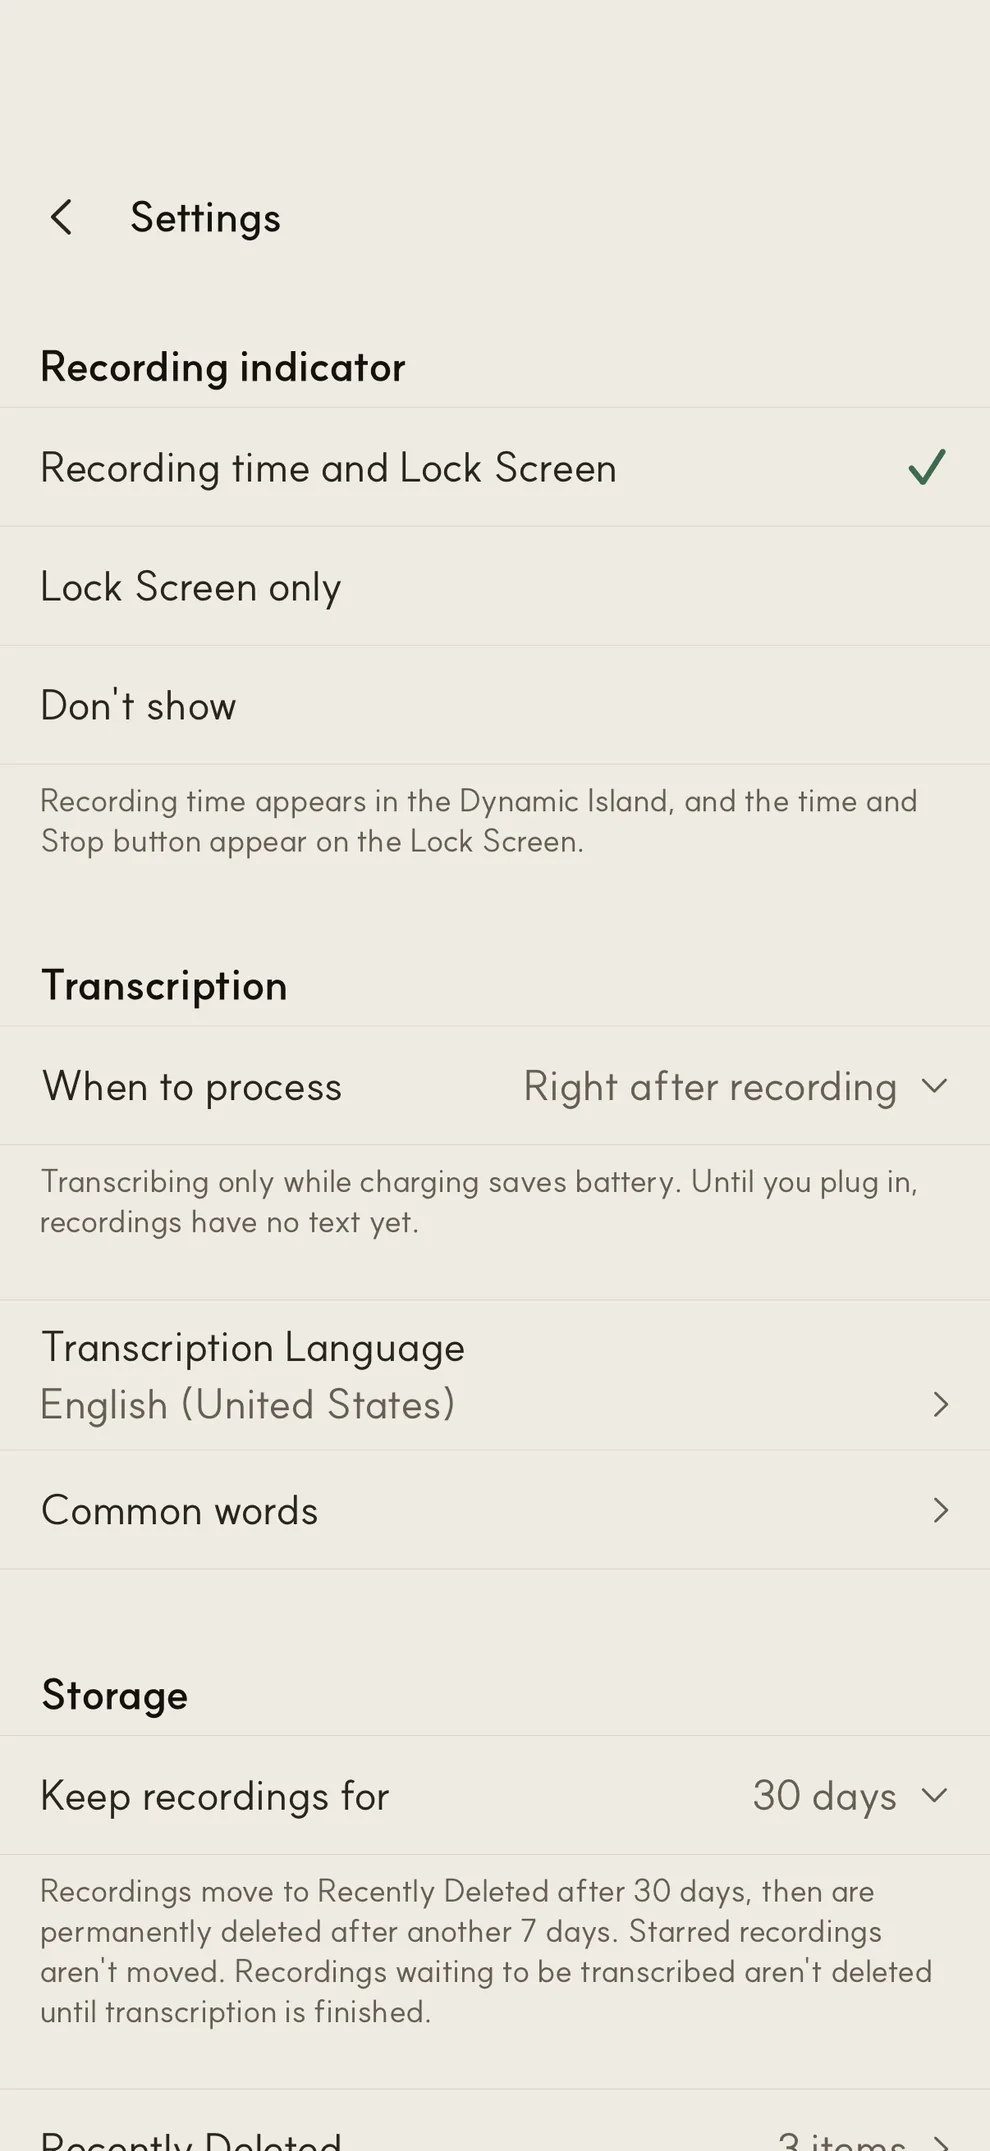 Settings
Recording indicator
Recording time and Lock Screen
Lock Screen only
Don't show
Recording time appears in the Dynamic Island, and the time and
Stop button appear on the Lock Screen.
Transcription
When to process Right after recording
Transcribing only while charging saves battery. Until you plug in,
recordings have no text yet.
Transcription Language
English (United States)
Common words
Storage
Keep recordings for 30 days
Recordings move to Recently Deleted after 30 days, then are
permanently deleted after another 7 days. Starred recordings
aren't moved. Recordings waiting to be transcribed aren't deleted
until transcription is finished.
Recently Deleted 3 items